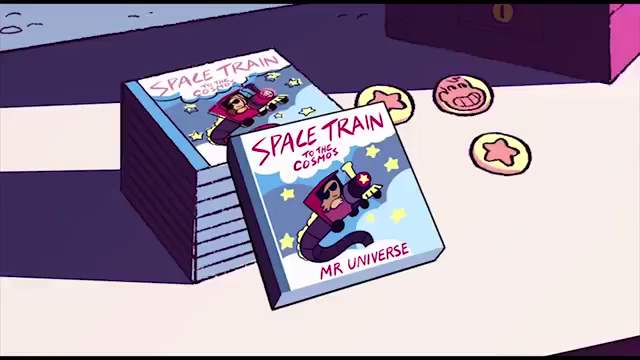 SPACE TRAIN
TO THE
COSMOS
SPACE TRAIN
TO THE
COSMOS
MR UNIVERSE